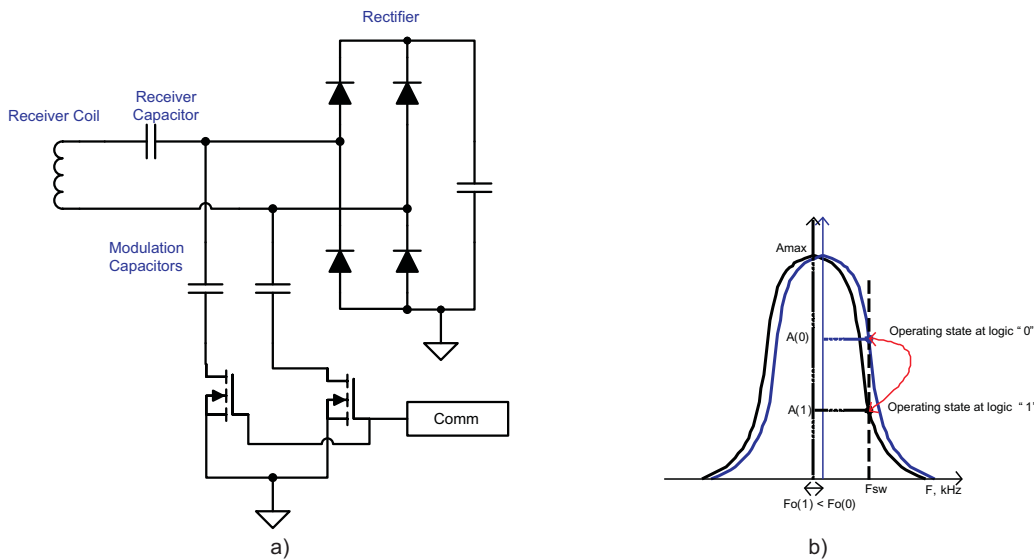 Rectifier
Receiver
Capacitor
Receiver Coil
Modulation
Capacitors
Comm
a)
Amax
A(0)
Operating state at logic “ 0”
A(1)
Operating state at logic “ 1”
Fsw
F, kHz
Fo(1) < Fo(0)
b)